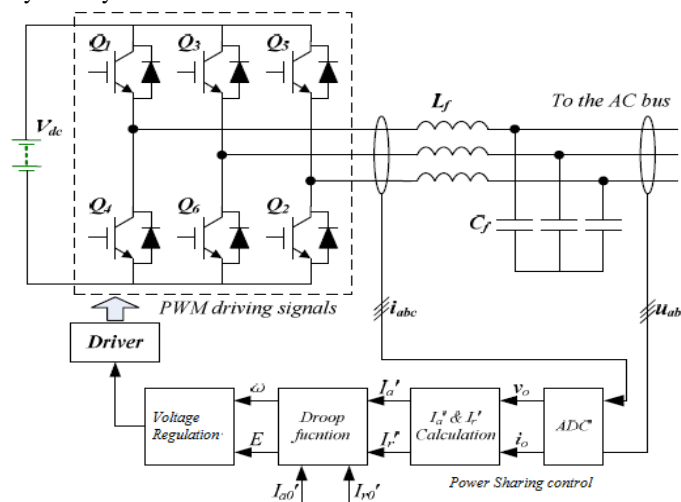 Q1
Q3
Q5
Lf
To the AC bus
Vdc
Q4
Q6
Q2
Cf
PWM driving signals
iabc
uab
Driver
Voltage
Regulation
ω
E
Droop
fucntion
Ia'
Ir'
Ia' & Ir'
Calculation
vo
io
ADC
Ia0'
Ir0'
Power Sharing control